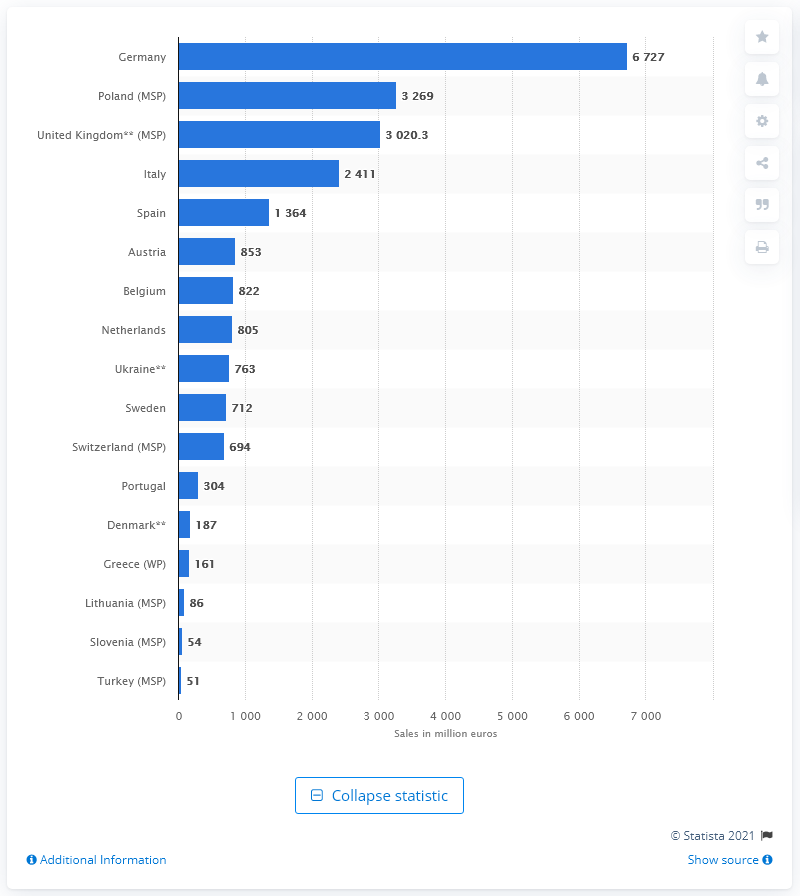 Germany 6 727
Poland (MSP) 3 269
United Kingdom** (MSP) 3 020.3
Italy 2 411
Spain 1 364
Austria 853
Belgium 822
Netherlands 805
Ukraine** 763
Sweden 712
Switzerland (MSP) 694
Portugal 304
Denmark** 187
Greece (WP) 161
Lithuania (MSP) 86
Slovenia (MSP) 54
Turkey (MSP) 51
0 1 000 2 000 3 000 4 000 5 000 6 000 7 000
Sales in million euros
Collapse statistic
© Statista 2021
Additional Information Show source